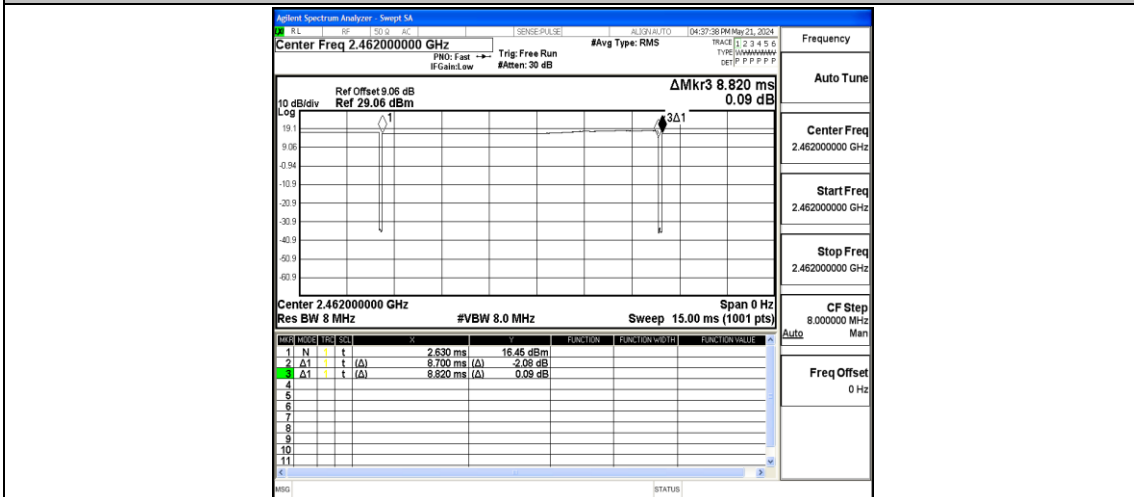 Agilent Spectrum Analyzer - Swept SA
RL RF 50 Ω AC SENSE:PULSE ALIGN AUTO 04:37:38 PM May 21, 2024
Center Freq 2.462000000 GHz
#Avg Type: RMS
TRACE 1 2 3 4 5 6
TYPE
DET P P P P P P
PNO: Fast Trig: Free Run
IFGain:Low #Atten: 30 dB
Frequency
Auto Tune
Center Freq
2.462000000 GHz
Start Freq
2.462000000 GHz
Stop Freq
2.462000000 GHz
CF Step
8.000000 MHz
Auto Man
Freq Offset
0 Hz
ΔMkr3 8.820 ms
0.09 dB
Ref Offset 9.06 dB
10 dB/div Ref 29.06 dBm
Log
1
3Δ1
19.1
9.06
-0.94
-10.9
-20.9
-30.9
-40.9
-50.9
-60.9
Center 2.462000000 GHz Span 0 Hz
Res BW 8 MHz #VBW 8.0 MHz Sweep 15.00 ms (1001 pts)
MKR MODE TRC SCL X Y FUNCTION FUNCTION WIDTH FUNCTION VALUE
1 N 1 t 2.630 ms 16.45 dBm
2 Δ1 1 t (Δ) 8.700 ms (Δ) -2.08 dB
3 Δ1 1 t (Δ) 8.820 ms (Δ) 0.09 dB
4
5
6
7
8
9
10
11
MSG STATUS